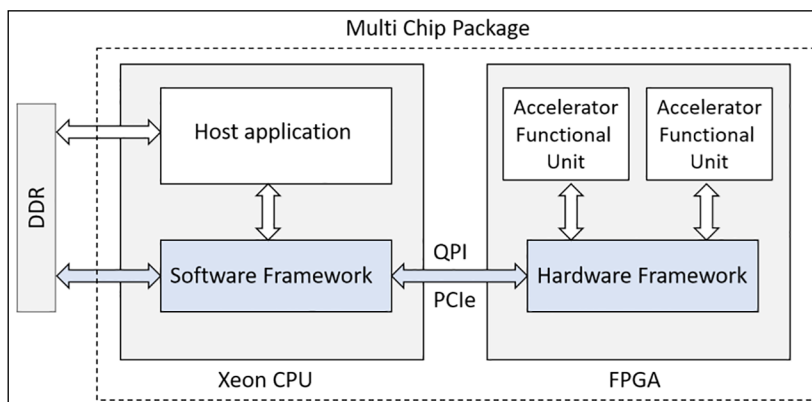 Multi Chip Package
DDR
Host application
Software Framework
Xeon CPU
QPI
PCIe
Accelerator
Functional
Unit
Accelerator
Functional
Unit
Hardware Framework
FPGA